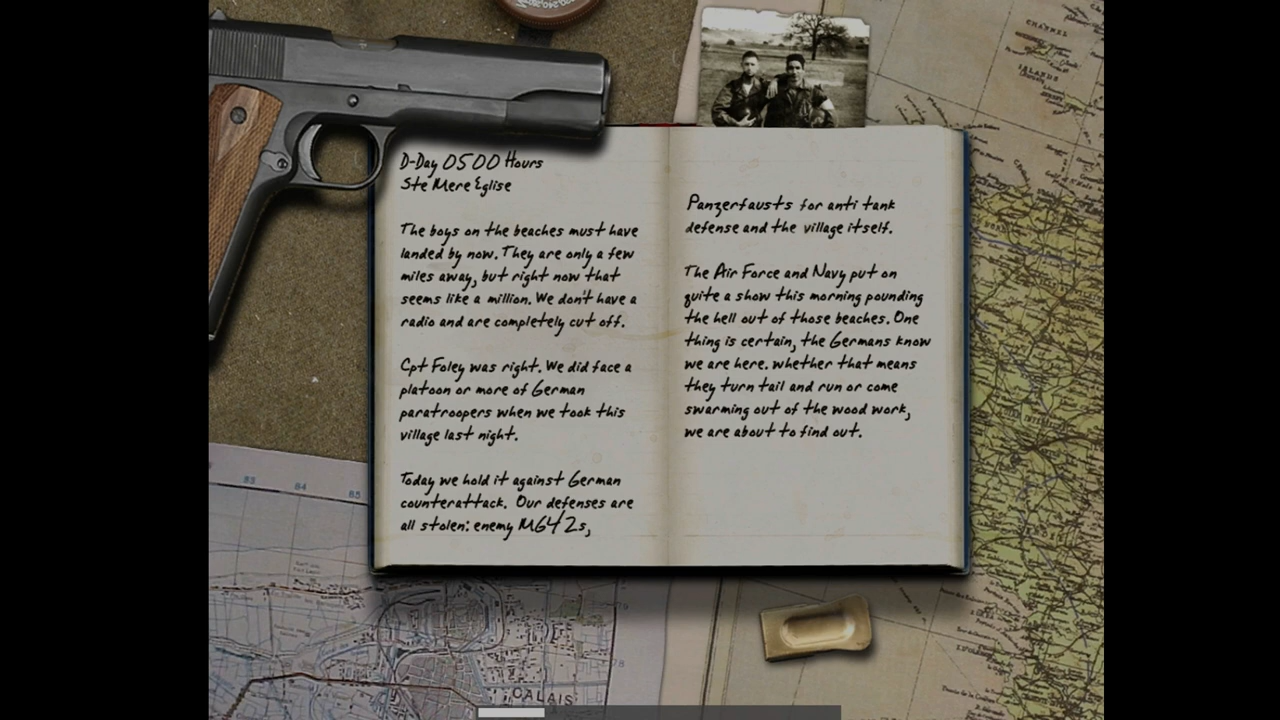 D-Day 0500 Hours
Ste Mere Eglise
The boys on the beaches must have
landed by now. They are only a few
miles away, but right now that
seems like a million. We don't have a
radio and are completely cut off.
Cpt Foley was right. We did face a
platoon or more of German
paratroopers when we took this
village last night.
Today we hold it against German
counterattack. Our defenses are
all stolen: enemy MG42s,
Panzerfausts for anti tank
defense and the village itself.
The Air Force and Navy put on
quite a show this morning pounding
the hell out of those beaches. One
thing is certain, the Germans know
we are here. whether that means
they turn tail and run or come
swarming out of the wood work,
we are about to find out.
CHANNEL
ISLANDS
83 84 85
CALAIS